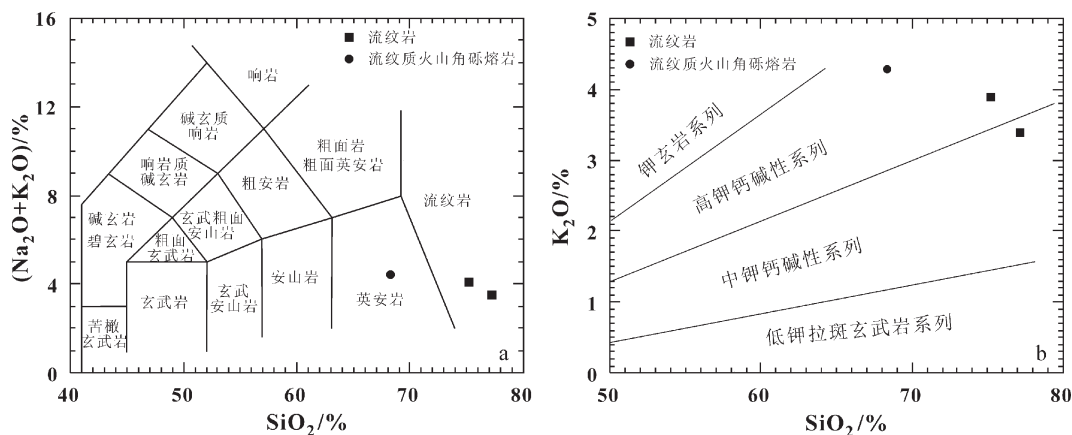 流纹岩
流纹质火山角砾熔岩
响岩
碱玄质
响岩
粗面岩
粗面英安岩
响岩质
碱玄岩
粗安岩
流纹岩
碱玄岩
碧玄岩
玄武粗面
安山岩
粗面
玄武岩
玄武岩
玄武
安山岩
安山岩
英安岩
苦橄
玄武岩
a
16
12
8
4
0
40
50
60
70
80
(Na₂O+K₂O)/%
SiO₂/%
流纹岩
流纹质火山角砾熔岩
钾玄岩系列
高钾钙碱性系列
中钾钙碱性系列
低钾拉斑玄武岩系列
b
5
4
3
2
1
0
50
60
70
80
K₂O/%
SiO₂/%